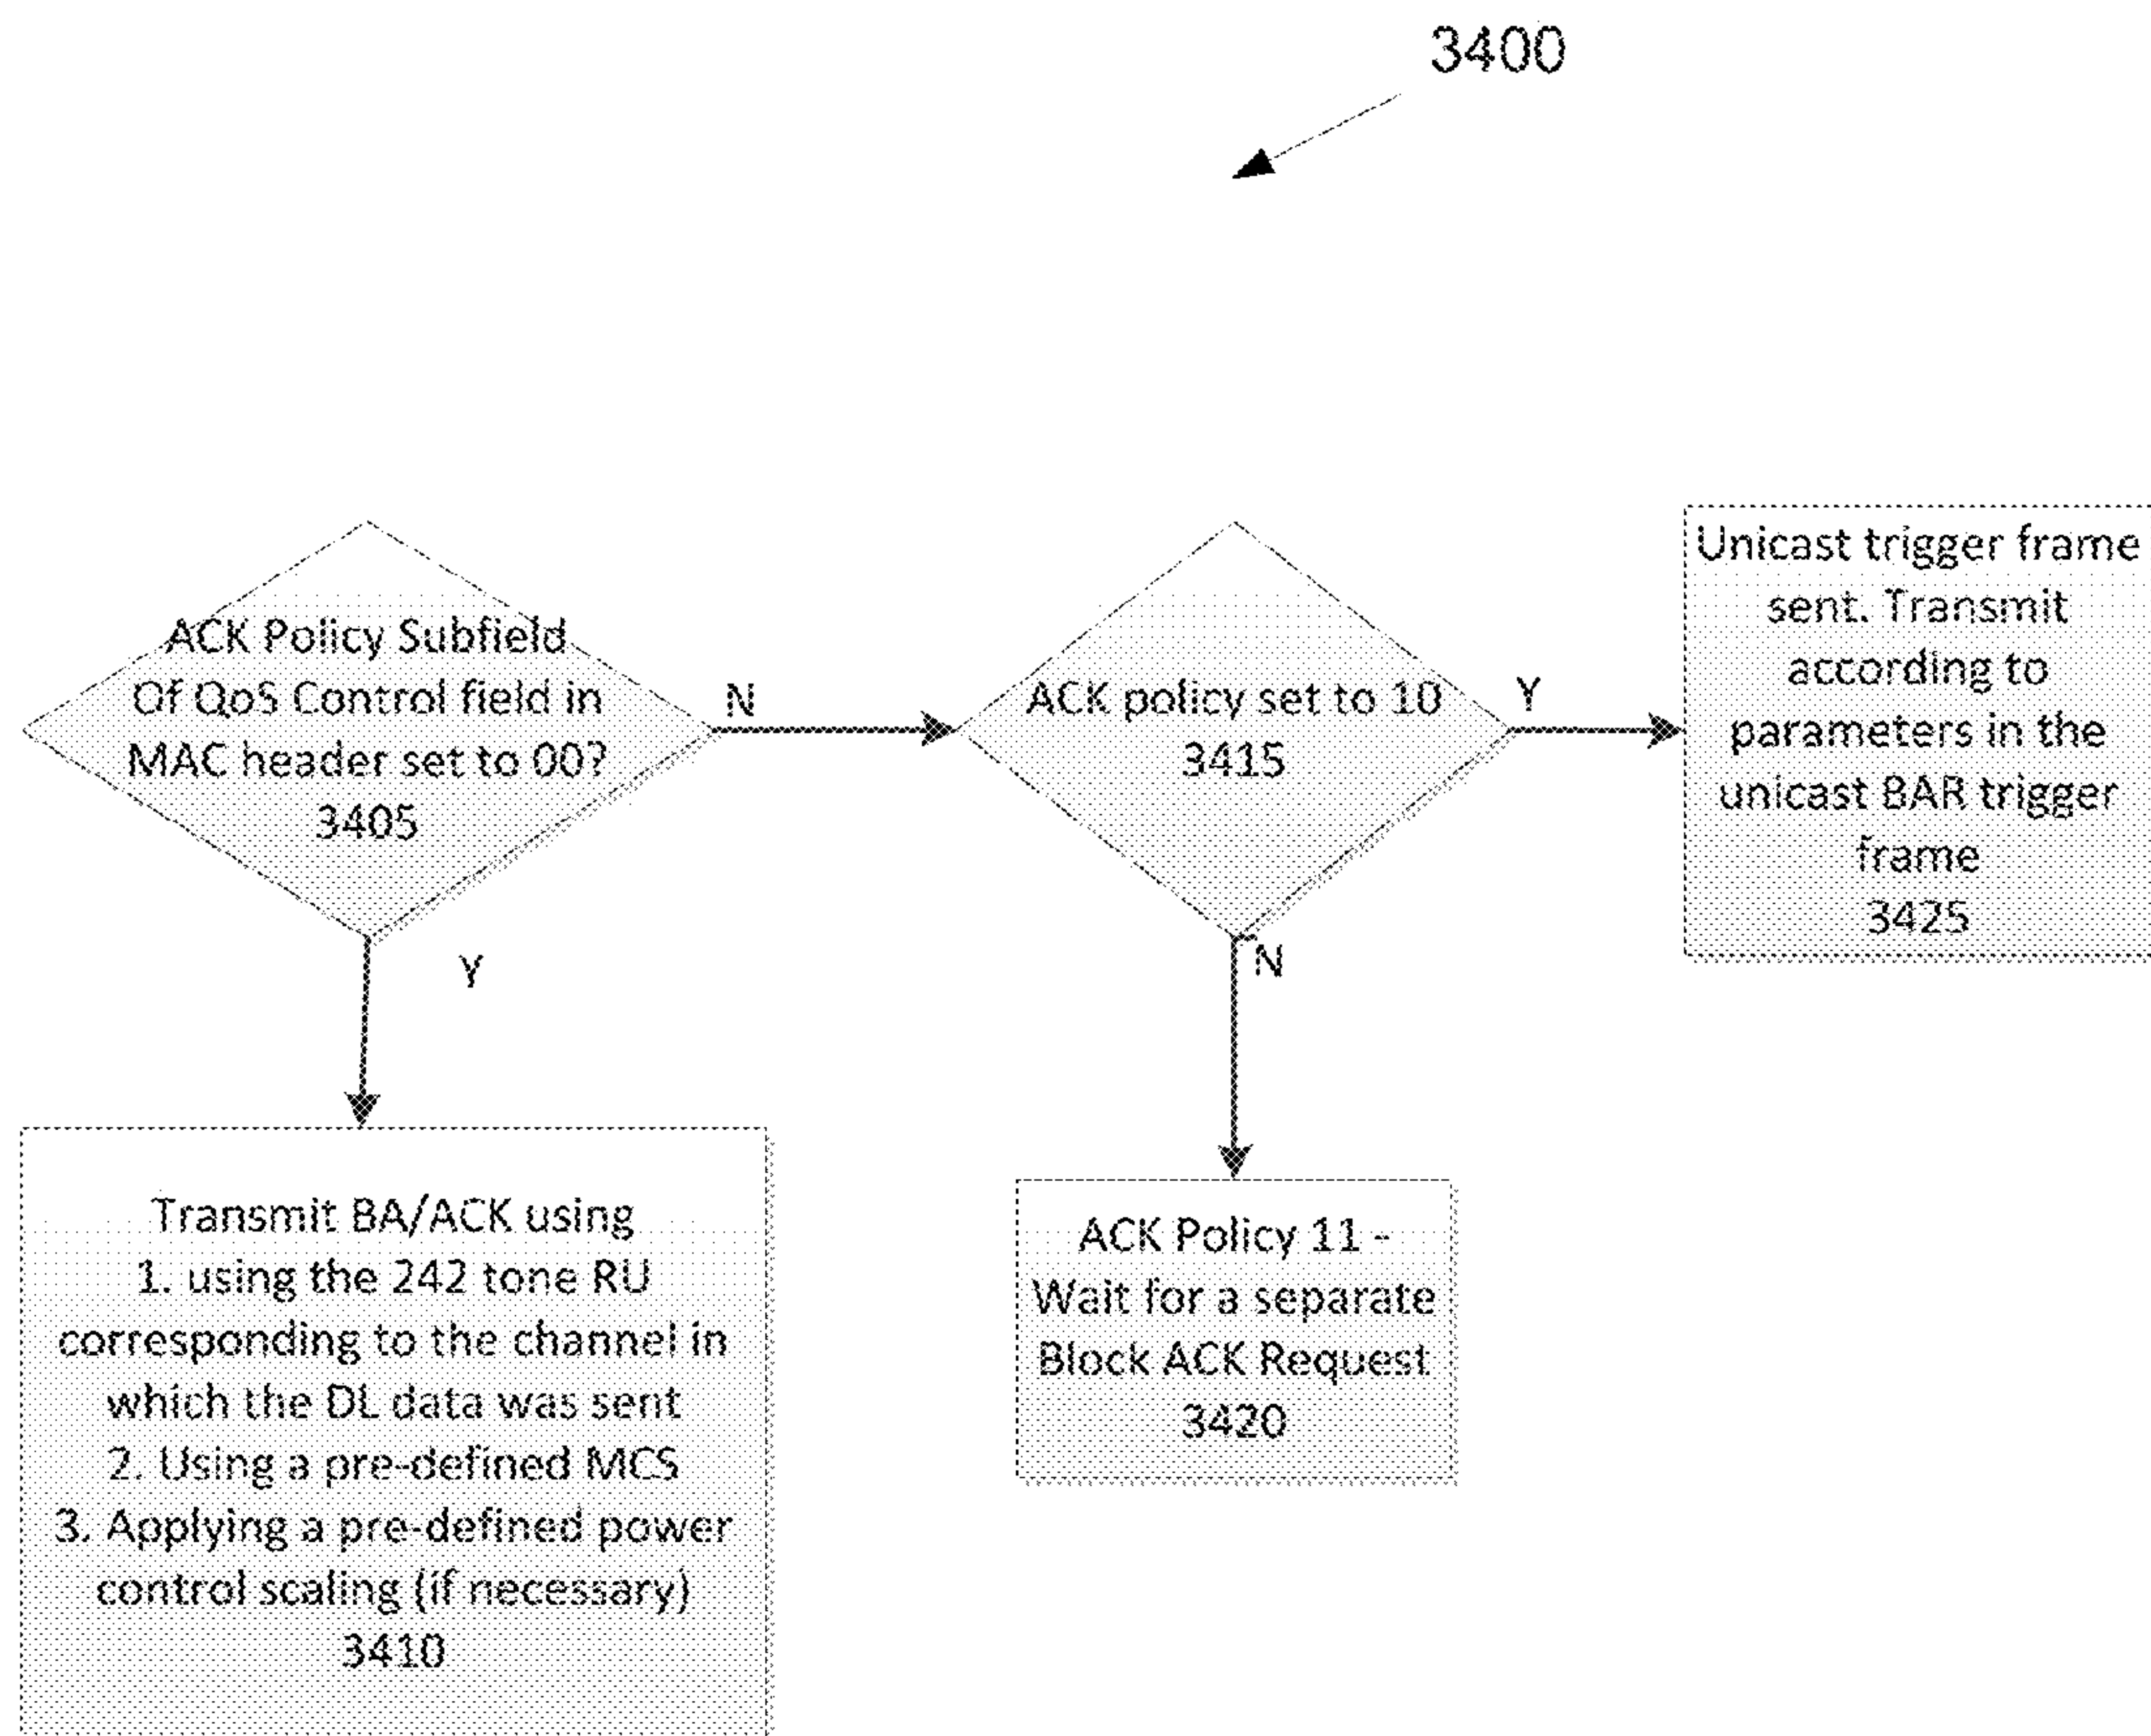 3400
ACK Policy Subfield
Of QoS Control field in
MAC header set to 00?
3405
N
Y
ACK policy set to 10
3415
Y
N
Unicast trigger frame
sent. Transmit
according to
parameters in the
unicast BAR trigger
frame
3425
Transmit BA/ACK using
1. using the 242 tone RU
corresponding to the channel in
which the DL data was sent
2. Using a pre-defined MCS
3. Applying a pre-defined power
control scaling (if necessary)
3410
ACK Policy 11 -
Wait for a separate
Block ACK Request
3420